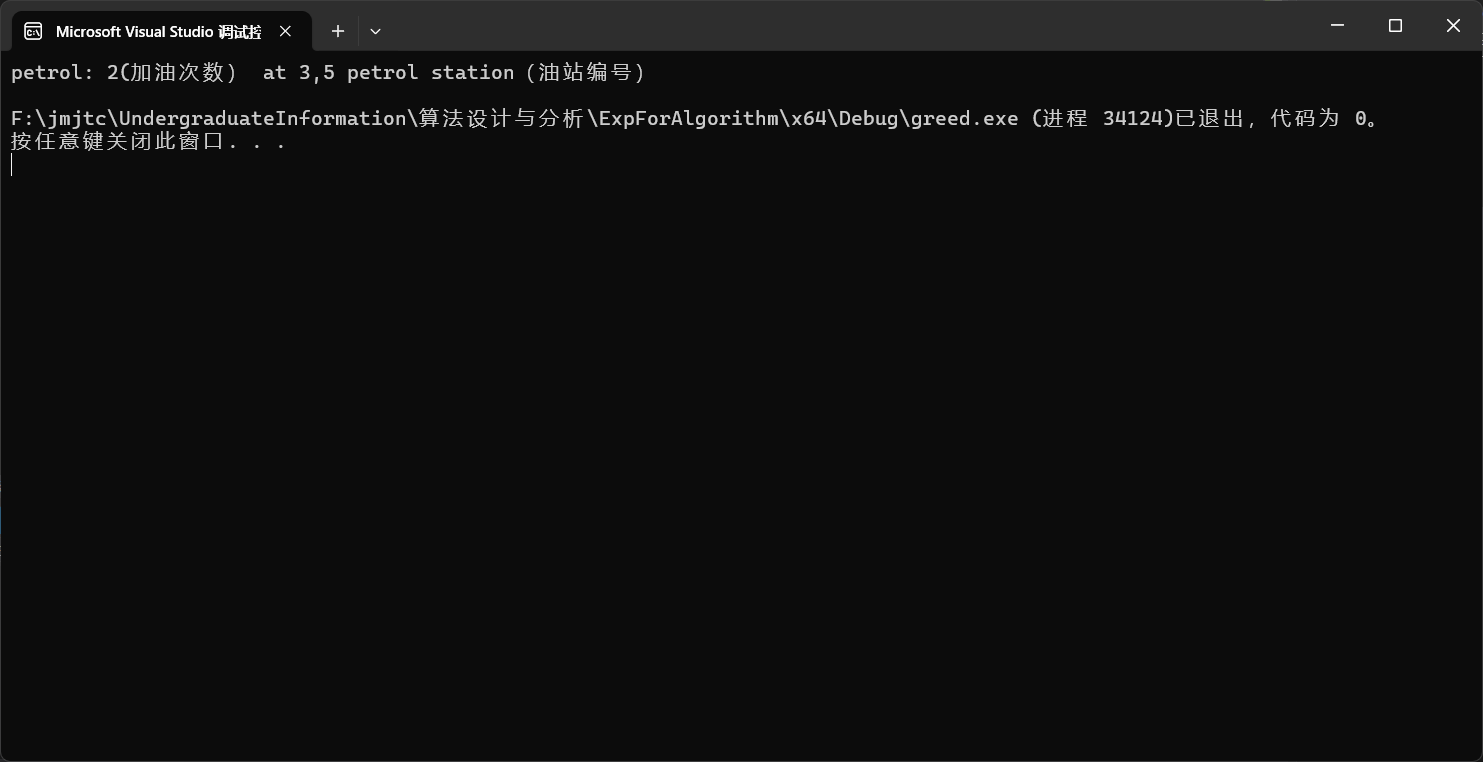 Microsoft Visual Studio 调试控
petrol: 2(加油次数） at 3,5 petrol station（油站编号）
F:\jmjtc\UndergraduateInformation\算法设计与分析\ExpForAlgorithm\x64\Debug\greed.exe (进程 34124)已退出，代码为 0。
按任意键关闭此窗口. . .